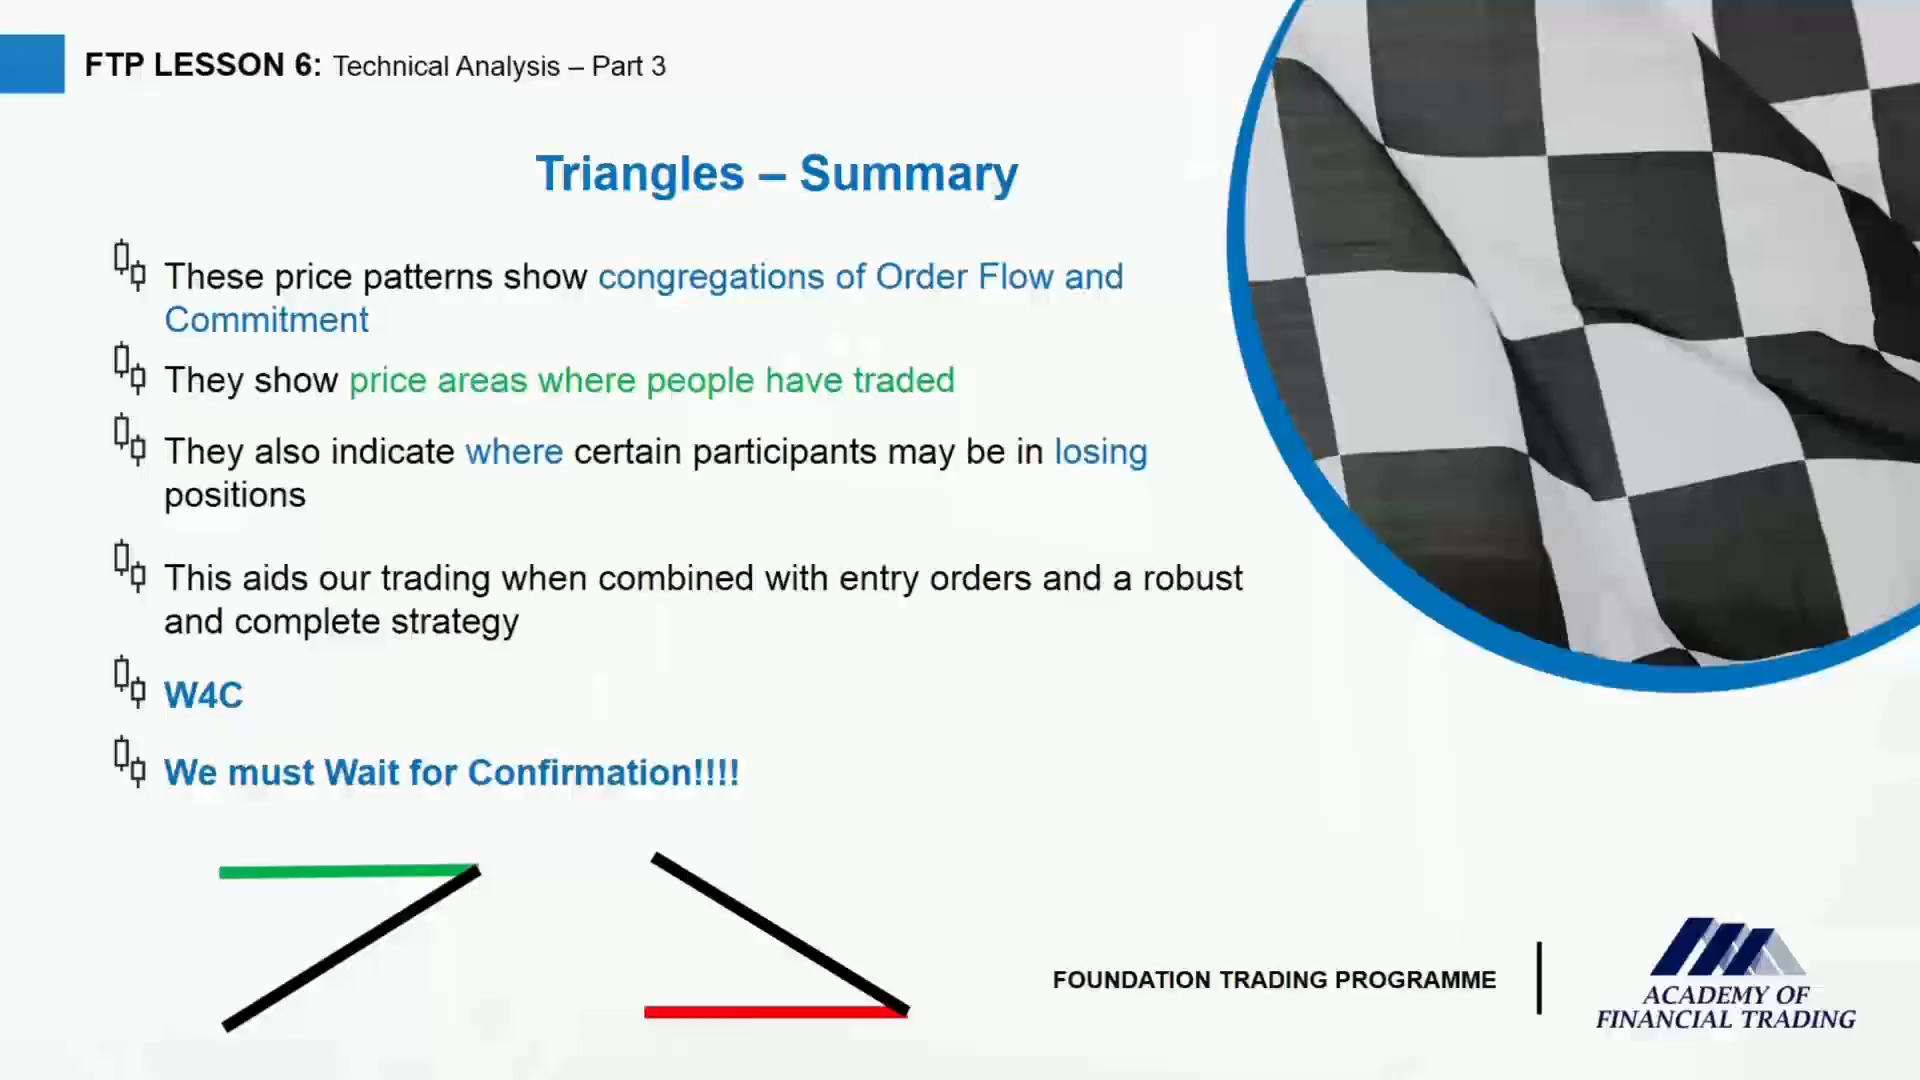 FTP LESSON 6: Technical Analysis – Part 3
Triangles – Summary
These price patterns show congregations of Order Flow and
Commitment
They show price areas where people have traded
They also indicate where certain participants may be in losing
positions
This aids our trading when combined with entry orders and a robust
and complete strategy
W4C
We must Wait for Confirmation!!!!
FOUNDATION TRADING PROGRAMME
ACADEMY OF
FINANCIAL TRADING